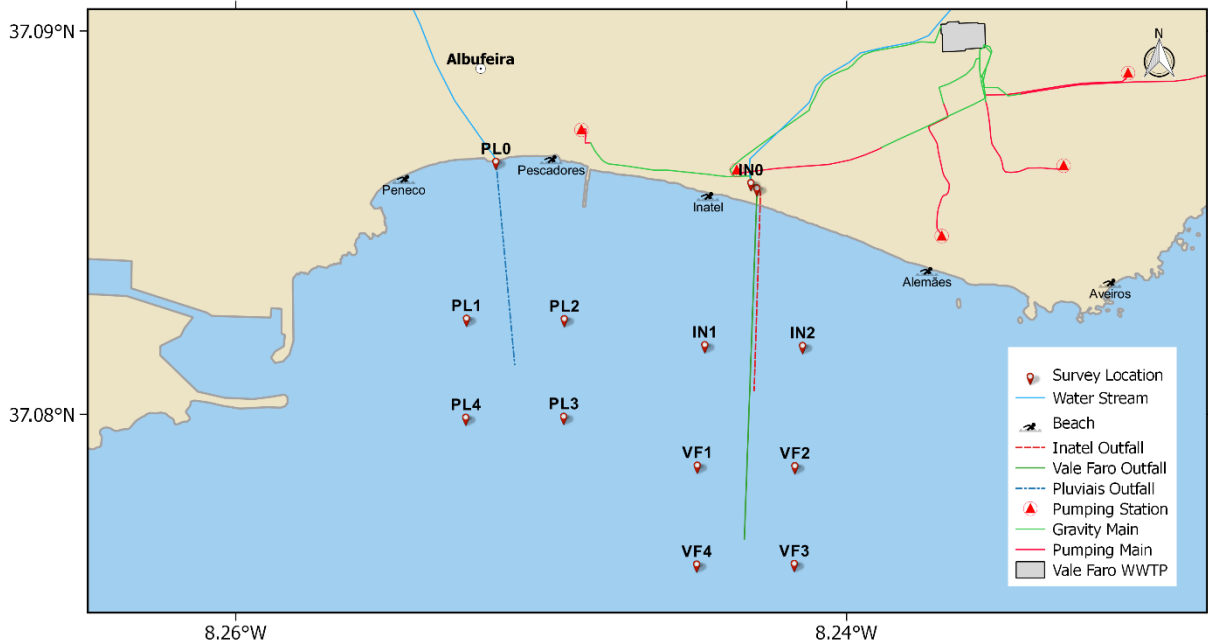 37.09°N
N
Albufeira
PL0
Pescadores
Peneco
IN0
Inatel
Alemães
Aveiros
PL1
PL2
IN1
IN2
37.08°N
PL4
PL3
VF1
VF2
VF4
VF3
Survey Location
Water Stream
Beach
Inatel Outfall
Vale Faro Outfall
Pluviais Outfall
Pumping Station
Gravity Main
Pumping Main
Vale Faro WWTP
8.26°W
8.24°W